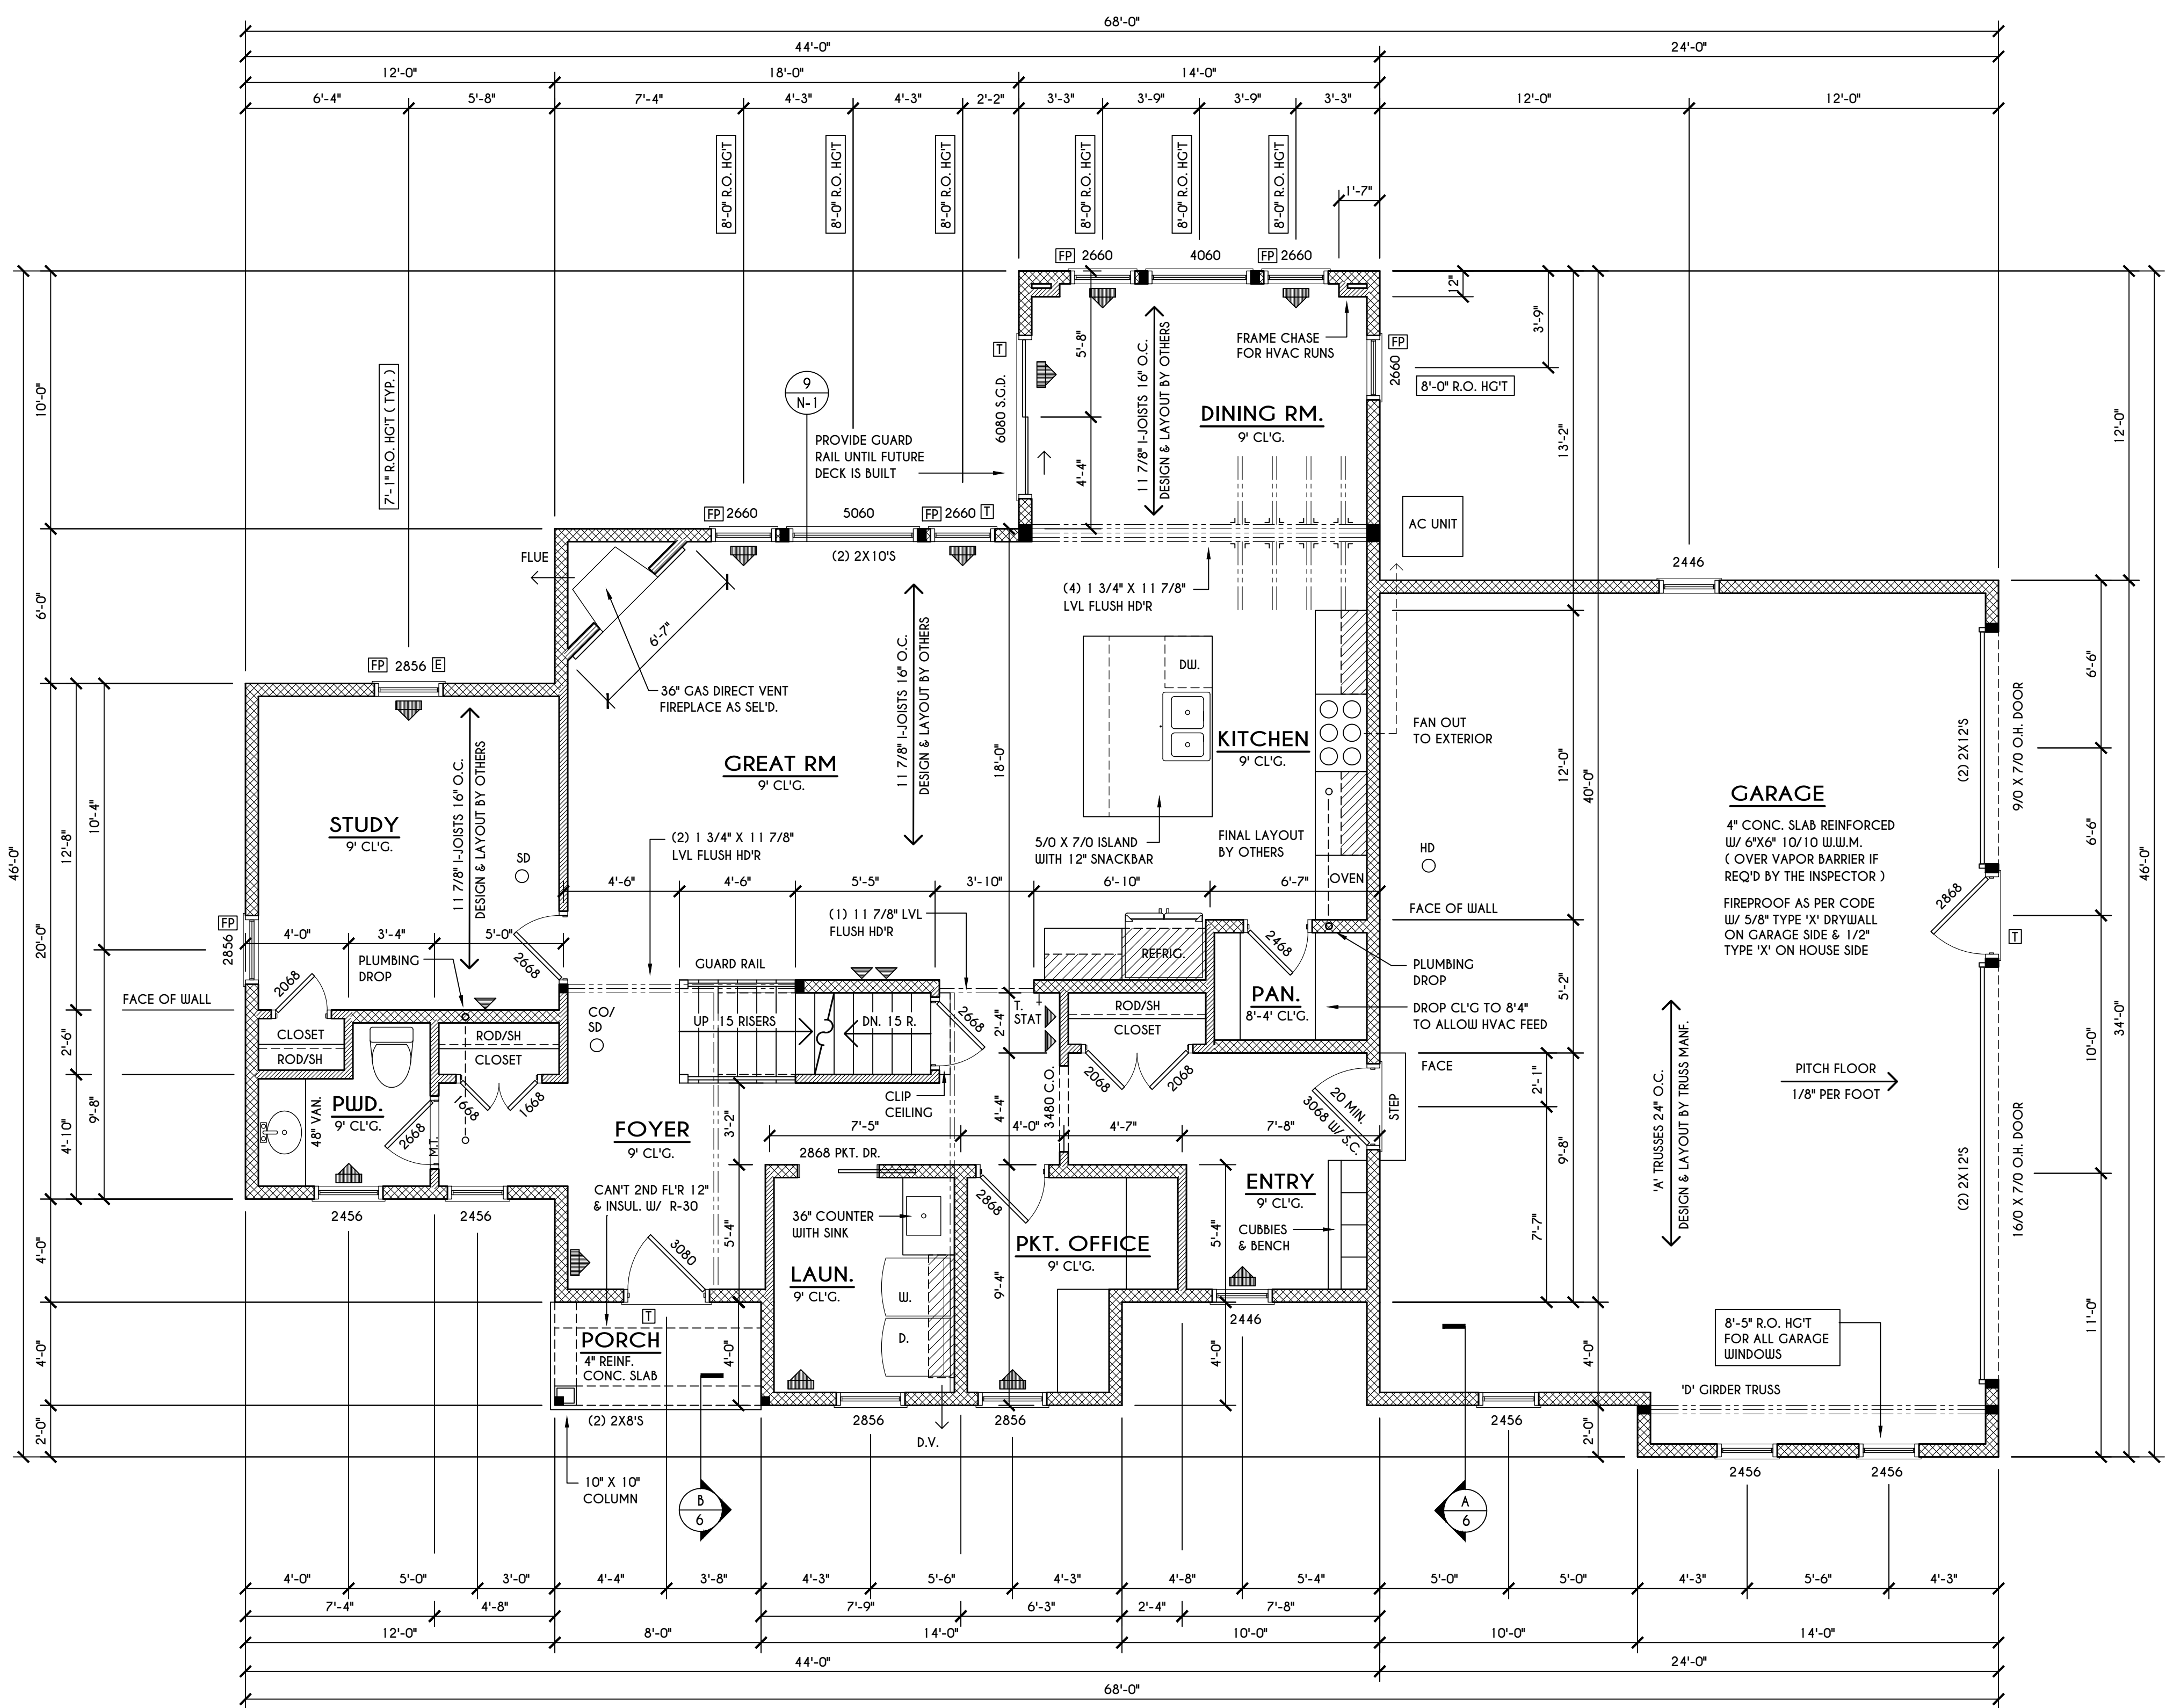 68'-0"
44'-0"
24'-0"
12'-0"
18'-0"
14'-0"
6'-4"
5'-8"
7'-4"
4'-3"
4'-3"
2'-2"
3'-3"
3'-9"
3'-9"
3'-3"
12'-0"
12'-0"
8'-0" R.O. HG'T
8'-0" R.O. HG'T
8'-0" R.O. HG'T
8'-0" R.O. HG'T
8'-0" R.O. HG'T
8'-0" R.O. HG'T
1'-7"
FP 2660
4060
FP 2660
12"
3'-9"
FRAME CHASE
FOR HVAC RUNS
T
6080 S.G.D.
5'-8"
4'-4"
11 7/8" I-JOISTS 16" O.C.
DESIGN & LAYOUT BY OTHERS
FP
2660
8'-0" R.O. HG'T
DINING RM.
9' CL'G.
7'-1" R.O. HG'T ( TYP. )
9
N-1
PROVIDE GUARD
RAIL UNTIL FUTURE
DECK IS BUILT
10'-0"
13'-2"
12'-0"
FP 2660
5060
FP 2660 T
(2) 2X10'S
AC UNIT
FLUE
2446
(4) 1 3/4" X 11 7/8"
LVL FLUSH HD'R
6'-0"
6'-7"
FP 2856 E
36" GAS DIRECT VENT
FIREPLACE AS SEL'D.
11 7/8" I-JOISTS 16" O.C.
DESIGN & LAYOUT BY OTHERS
18'-0"
DW.
KITCHEN
9' CL'G.
FAN OUT
TO EXTERIOR
GREAT RM
9' CL'G.
12'-0"
40'-0"
6'-6"
(2) 2X12'S
9/0 X 7/0 O.H. DOOR
GARAGE
4" CONC. SLAB REINFORCED
W/ 6"X6" 10/10 W.W.M.
( OVER VAPOR BARRIER IF
REQ'D BY THE INSPECTOR )
FIREPROOF AS PER CODE
W/ 5/8" TYPE 'X' DRYWALL
ON GARAGE SIDE & 1/2"
TYPE 'X' ON HOUSE SIDE
6'-6"
46'-0"
46'-0"
20'-0"
12'-8"
10'-4"
STUDY
9' CL'G.
11 7/8" I-JOISTS 16" O.C.
DESIGN & LAYOUT BY OTHERS
SD
(2) 1 3/4" X 11 7/8"
LVL FLUSH HD'R
5/0 X 7/0 ISLAND
WITH 12" SNACKBAR
FINAL LAYOUT
BY OTHERS
HD
4'-6"
4'-6"
5'-5"
3'-10"
6'-10"
6'-7"
OVEN
(1) 11 7/8" LVL
FLUSH HD'R
FACE OF WALL
2868
T
FP
2856
4'-0"
3'-4"
5'-0"
PLUMBING
DROP
2668
2068
GUARD RAIL
REFRIG.
2468
PLUMBING
DROP
FACE OF WALL
CO/
SD
UP 15 RISERS
DN. 15 R.
2668
T.
STAT
2'-4"
ROD/SH
CLOSET
PAN.
8'-4' CL'G.
DROP CL'G TO 8'4"
TO ALLOW HVAC FEED
5'-2"
CLOSET
ROD/SH
ROD/SH
CLOSET
2'-6"
1668
1668
2068
2068
FACE
CLIP
CEILING
4'-4"
3480 C.O.
20 MIN.
3068 W/ S.C.
STEP
2'-1"
PITCH FLOOR
1/8" PER FOOT
10'-0"
34'-0"
'A' TRUSSES 24" O.C.
DESIGN & LAYOUT BY TRUSS MANF.
(2) 2X12'S
16/0 X 7/0 O.H. DOOR
PWD.
9' CL'G.
48" VAN.
2668
M.T.
4'-10"
9'-8"
FOYER
9' CL'G.
3'-2"
7'-5"
4'-0"
4'-7"
7'-8"
9'-8"
2868 PKT. DR.
CAN'T 2ND FL'R 12"
& INSUL. W/ R-30
2456
2456
36" COUNTER
WITH SINK
2868
ENTRY
9' CL'G.
CUBBIES
& BENCH
7'-7"
4'-0"
5'-4"
3080
LAUN.
9' CL'G.
PKT. OFFICE
9' CL'G.
9'-4"
5'-4"
W.
D.
T
PORCH
4" REINF.
CONC. SLAB
4'-0"
4'-0"
4'-0"
2446
4'-0"
8'-5" R.O. HG'T
FOR ALL GARAGE
WINDOWS
11'-0"
'D' GIRDER TRUSS
2'-0"
(2) 2X8'S
2856
D.V.
2856
2456
2'-0"
10" X 10"
COLUMN
B
6
A
6
2456
2456
4'-0"
5'-0"
3'-0"
4'-4"
3'-8"
4'-3"
5'-6"
4'-3"
4'-8"
5'-4"
5'-0"
5'-0"
4'-3"
5'-6"
4'-3"
7'-4"
4'-8"
7'-9"
6'-3"
2'-4"
7'-8"
12'-0"
8'-0"
14'-0"
10'-0"
10'-0"
14'-0"
44'-0"
24'-0"
68'-0"